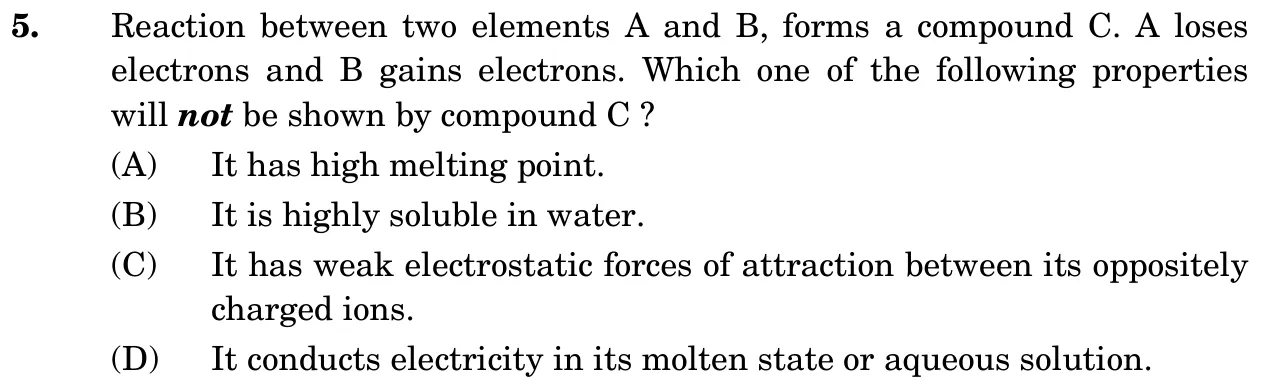 5. Reaction between two elements A and B, forms a compound C. A loses
electrons and B gains electrons. Which one of the following properties
will not be shown by compound C ?
(A) It has high melting point.
(B) It is highly soluble in water.
(C) It has weak electrostatic forces of attraction between its oppositely
charged ions.
(D) It conducts electricity in its molten state or aqueous solution.